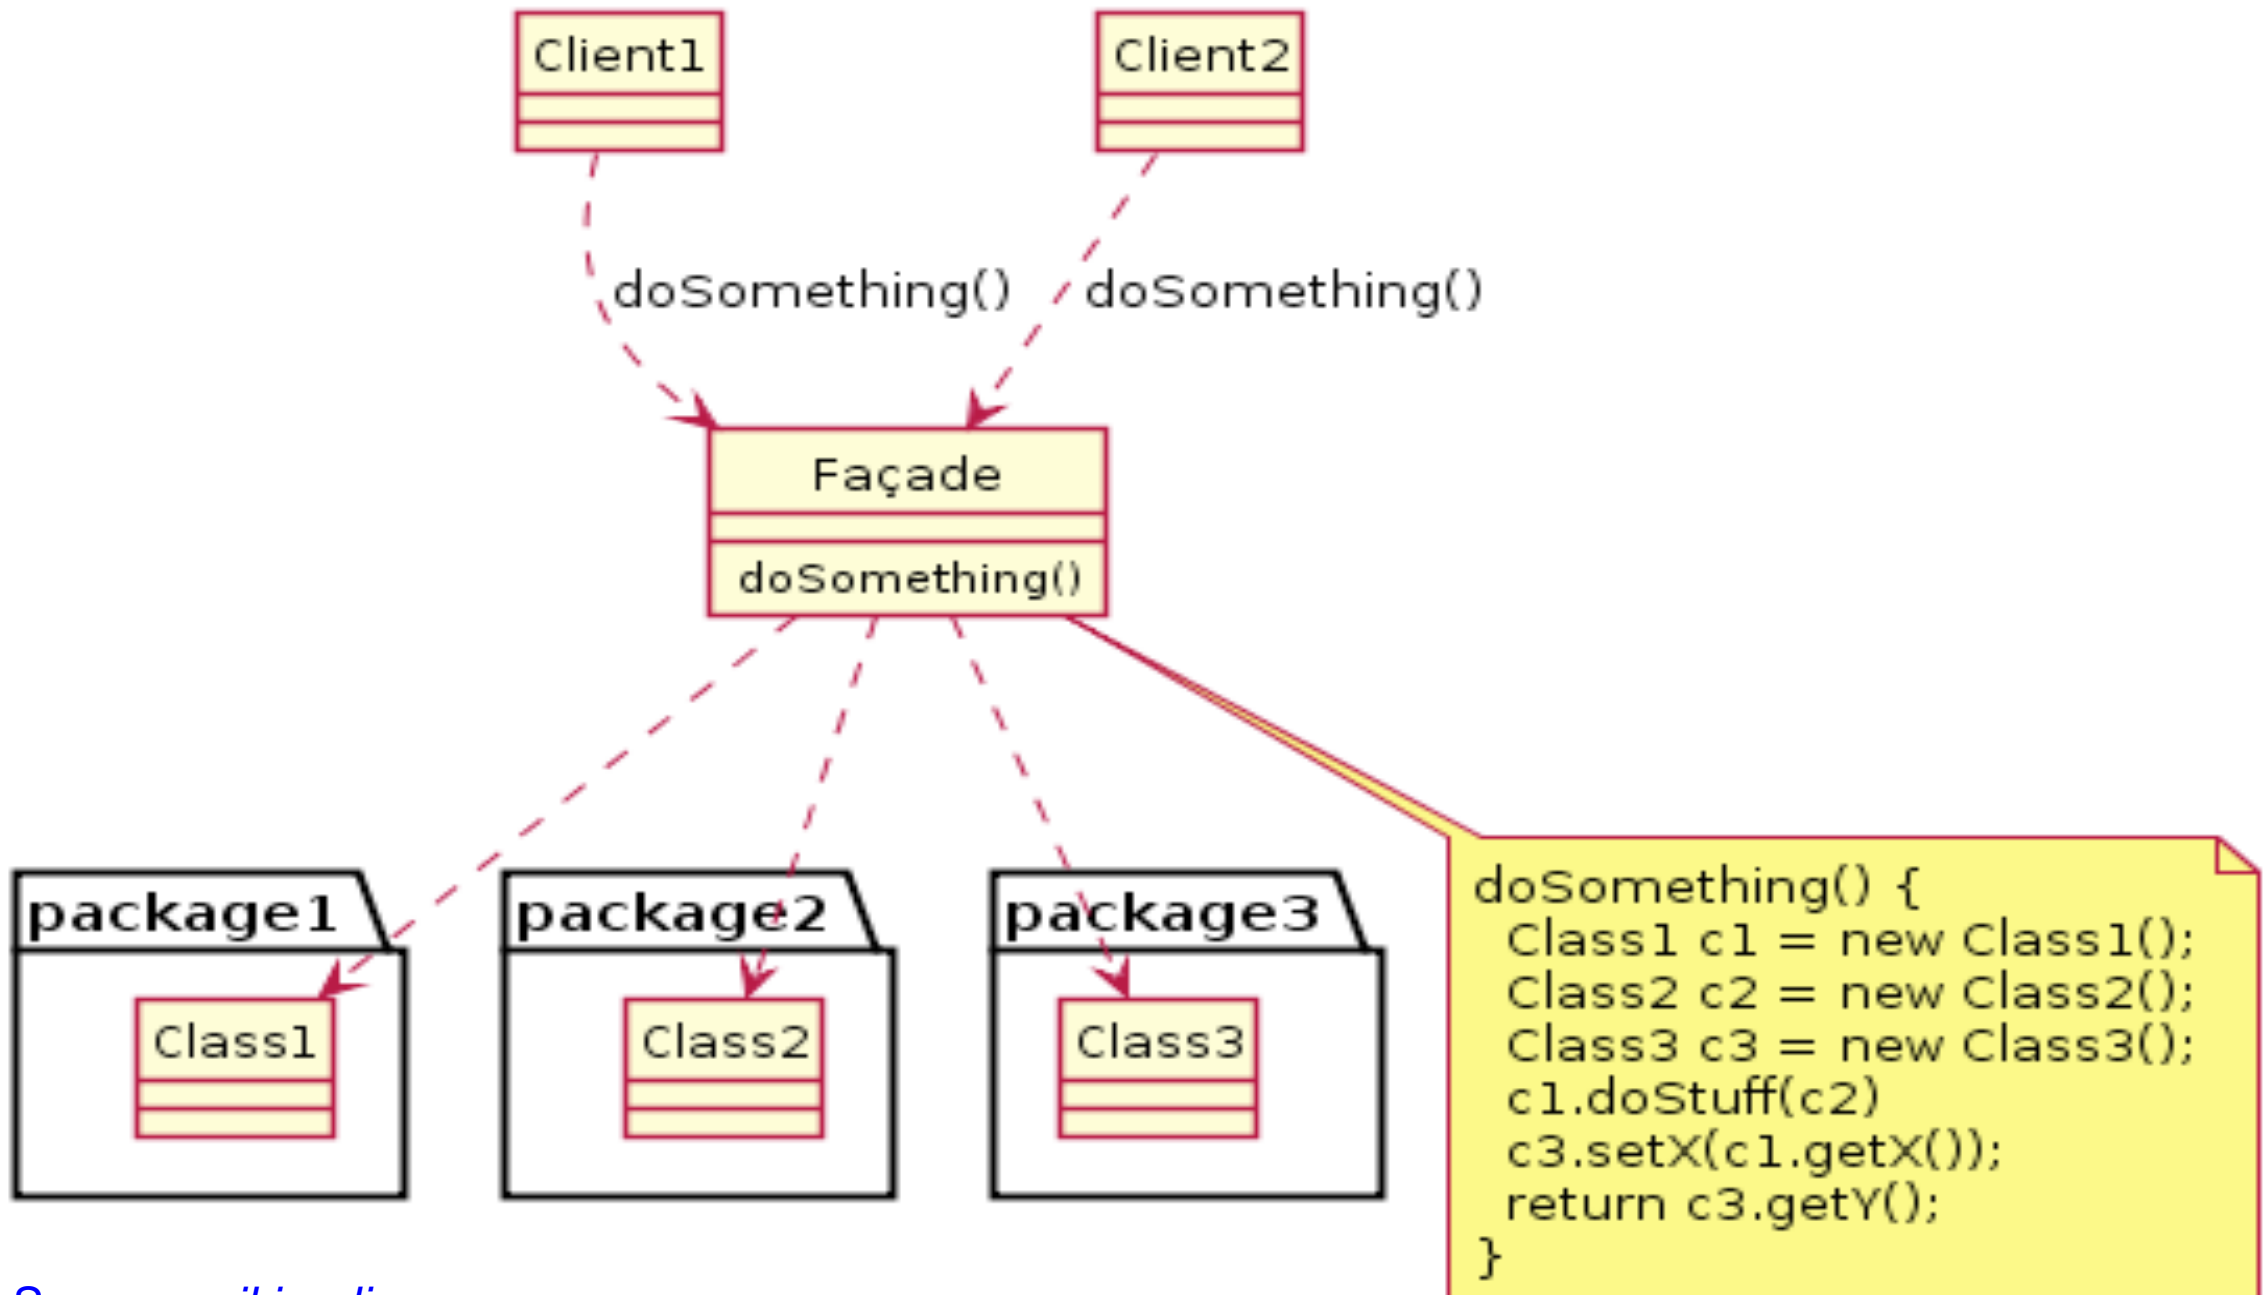 Client1
Client2
doSomething()
doSomething()
Façade
doSomething()
package1
package2
package3
Class1
Class2
Class3
doSomething() {
Class1 c1 = new Class1();
Class2 c2 = new Class2();
Class3 c3 = new Class3();
c1.doStuff(c2)
c3.setX(c1.getX());
return c3.getY();
}